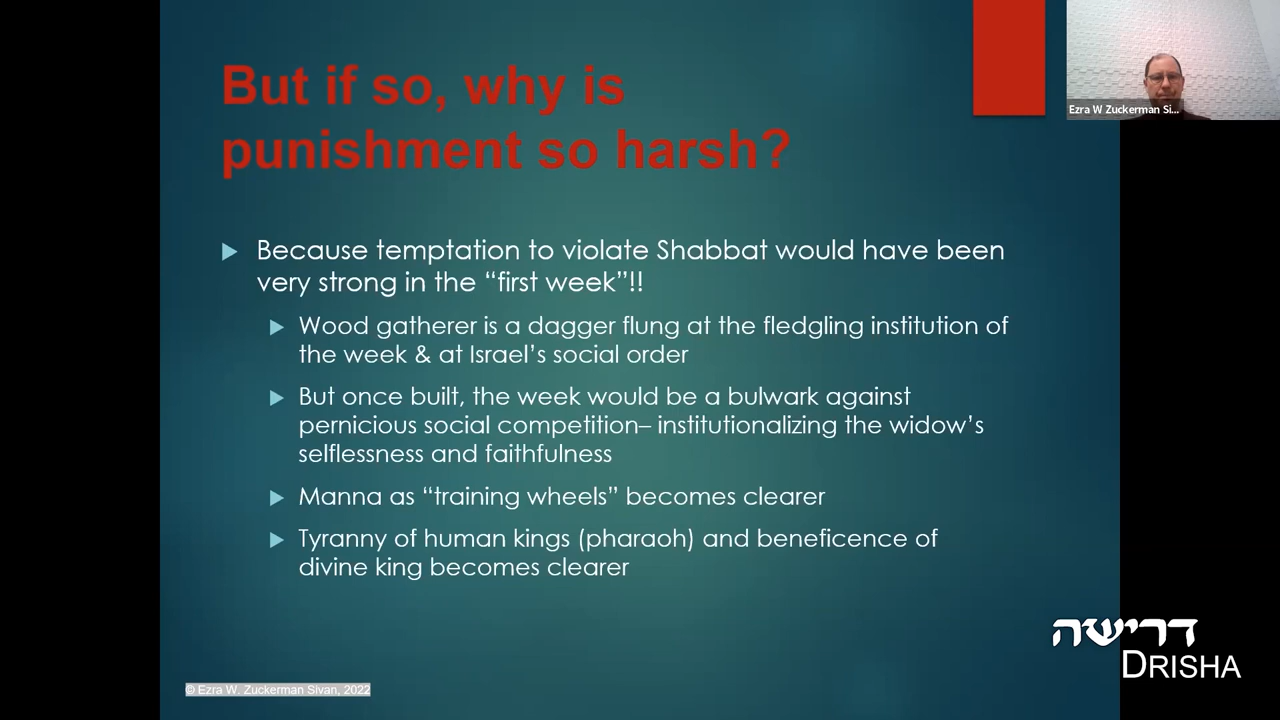 But if so, why is
punishment so harsh?
Ezra W Zuckerman Si...
Because temptation to violate Shabbat would have been
very strong in the “first week”!!
Wood gatherer is a dagger flung at the fledgling institution of
the week & at Israel’s social order
But once built, the week would be a bulwark against
pernicious social competition– institutionalizing the widow’s
selflessness and faithfulness
Manna as “training wheels” becomes clearer
Tyranny of human kings (pharaoh) and beneficence of
divine king becomes clearer
דרישה
DRISHA
© Ezra W. Zuckerman Sivan, 2022